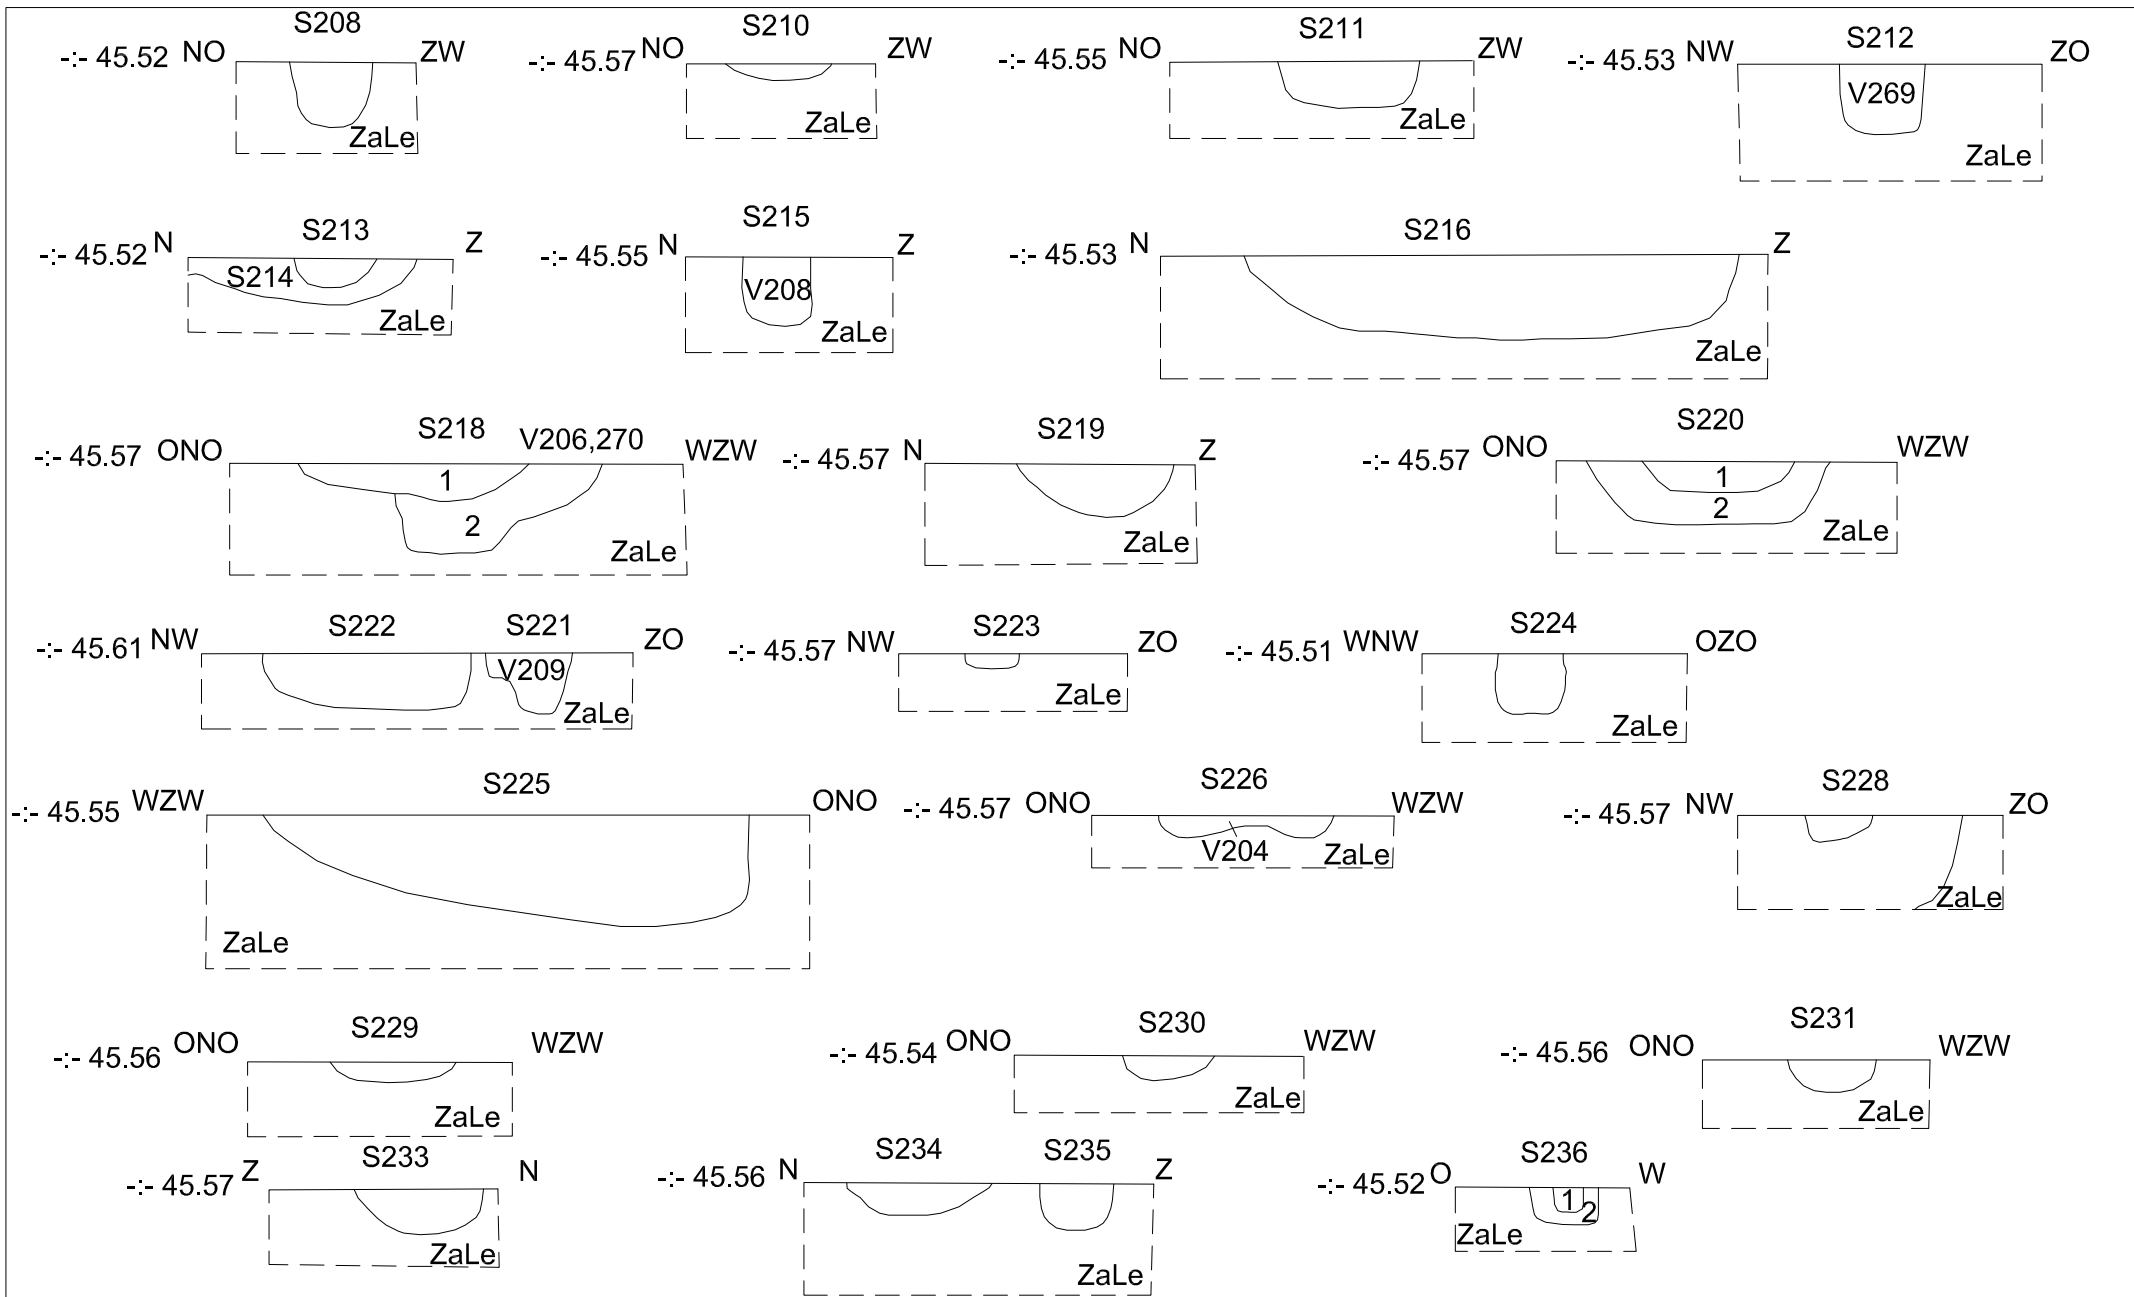 S208
-:- 45.52 NO ZW
ZaLe
S210
-:- 45.57 NO ZW
ZaLe
S211
-:- 45.55 NO ZW
ZaLe
S212
-:- 45.53 NW ZO
V269
ZaLe
S213
-:- 45.52 N Z
S214
ZaLe
S215
-:- 45.55 N Z
V208
ZaLe
S216
-:- 45.53 N Z
ZaLe
S218 V206,270
-:- 45.57 ONO WZW
1
2
ZaLe
S219
-:- 45.57 N Z
ZaLe
S220
-:- 45.57 ONO WZW
1
2
ZaLe
S222 S221
-:- 45.61 NW ZO
V209
ZaLe
S223
-:- 45.57 NW ZO
ZaLe
S224
-:- 45.51 WNW OZO
ZaLe
S225
-:- 45.55 WZW ONO
ZaLe
S226
-:- 45.57 ONO WZW
V204 ZaLe
S228
-:- 45.57 NW ZO
ZaLe
S229
-:- 45.56 ONO WZW
ZaLe
S230
-:- 45.54 ONO WZW
ZaLe
S231
-:- 45.56 ONO WZW
ZaLe
S233
-:- 45.57 Z N
ZaLe
S234 S235
-:- 45.56 N Z
ZaLe
S236
-:- 45.52 O W
1 2
ZaLe